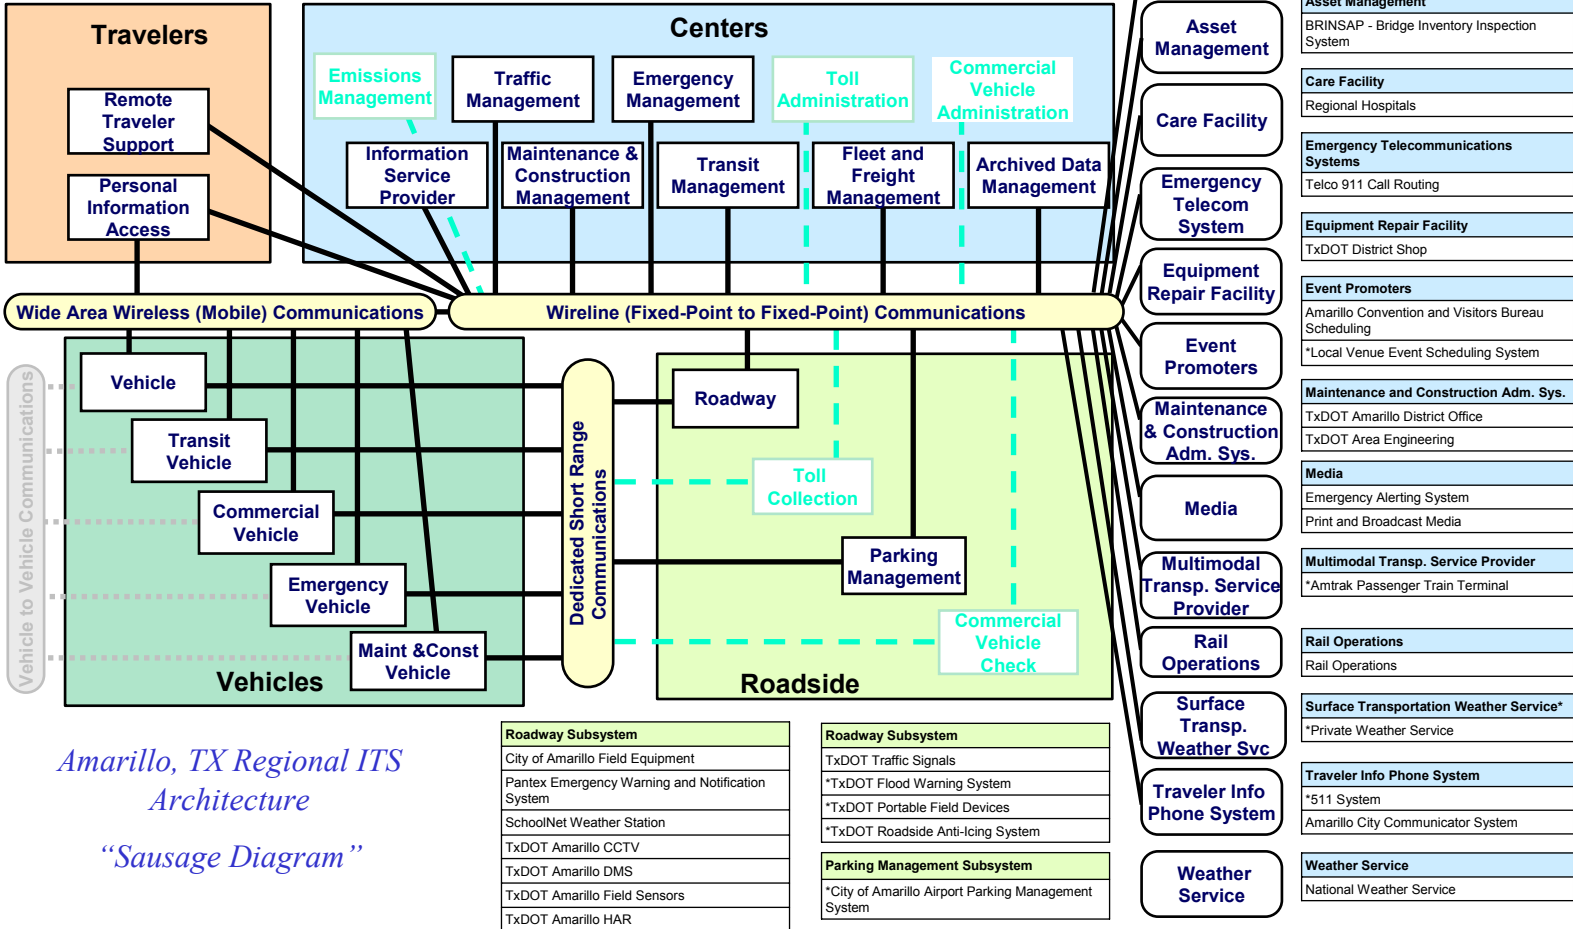 Travelers
Remote
Traveler
Support
Personal
Information
Access
Centers
Emissions
Management
Traffic
Management
Emergency
Management
Toll
Administration
Commercial
Vehicle
Administration
Information
Service
Provider
Maintenance &
Construction
Management
Transit
Management
Fleet and
Freight
Management
Archived Data
Management
Wide Area Wireless (Mobile) Communications
Wireline (Fixed-Point to Fixed-Point) Communications
Vehicle to Vehicle Communications
Vehicle
Transit
Vehicle
Commercial
Vehicle
Emergency
Vehicle
Maint &Const
Vehicle
Vehicles
Dedicated Short Range
Communications
Roadway
Toll
Collection
Parking
Management
Commercial
Vehicle
Check
Roadside
Asset
Management
Care Facility
Emergency
Telecom
System
Equipment
Repair Facility
Event
Promoters
Maintenance
& Construction
Adm. Sys.
Media
Multimodal
Transp. Service
Provider
Rail
Operations
Surface
Transp.
Weather Svc
Traveler Info
Phone System
Weather
Service
Asset Management
BRINSAP - Bridge Inventory Inspection
System
Care Facility
Regional Hospitals
Emergency Telecommunications
Systems
Telco 911 Call Routing
Equipment Repair Facility
TxDOT District Shop
Event Promoters
Amarillo Convention and Visitors Bureau
Scheduling
*Local Venue Event Scheduling System
Maintenance and Construction Adm. Sys.
TxDOT Amarillo District Office
TxDOT Area Engineering
Media
Emergency Alerting System
Print and Broadcast Media
Multimodal Transp. Service Provider
*Amtrak Passenger Train Terminal
Rail Operations
Rail Operations
Surface Transportation Weather Service*
*Private Weather Service
Traveler Info Phone System
*511 System
Amarillo City Communicator System
Weather Service
National Weather Service
Amarillo, TX Regional ITS
Architecture
“Sausage Diagram”
Roadway Subsystem
City of Amarillo Field Equipment
Pantex Emergency Warning and Notification
System
SchoolNet Weather Station
TxDOT Amarillo CCTV
TxDOT Amarillo DMS
TxDOT Amarillo Field Sensors
TxDOT Amarillo HAR
Roadway Subsystem
TxDOT Traffic Signals
*TxDOT Flood Warning System
*TxDOT Portable Field Devices
*TxDOT Roadside Anti-Icing System
Parking Management Subsystem
*City of Amarillo Airport Parking Management
System